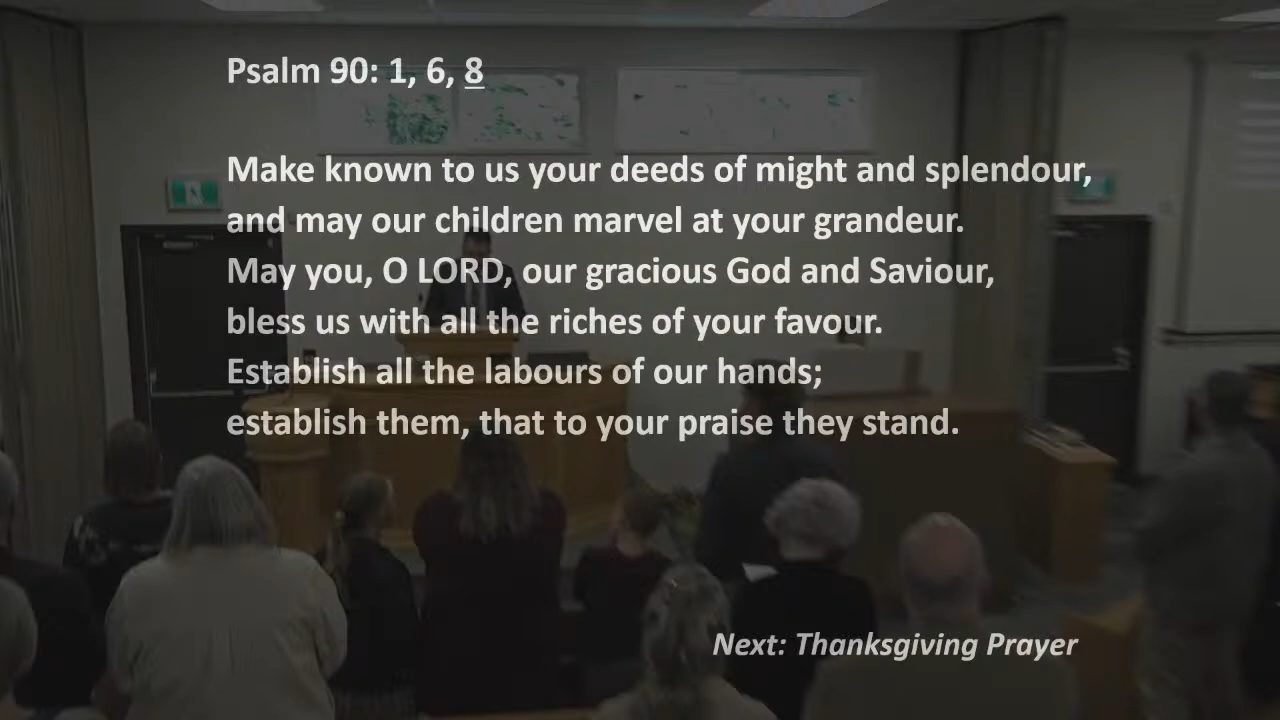 Psalm 90: 1, 6, 8
Make known to us your deeds of might and splendour,
and may our children marvel at your grandeur.
May you, O LORD, our gracious God and Saviour,
bless us with all the riches of your favour.
Establish all the labours of our hands;
establish them, that to your praise they stand.
Next: Thanksgiving Prayer